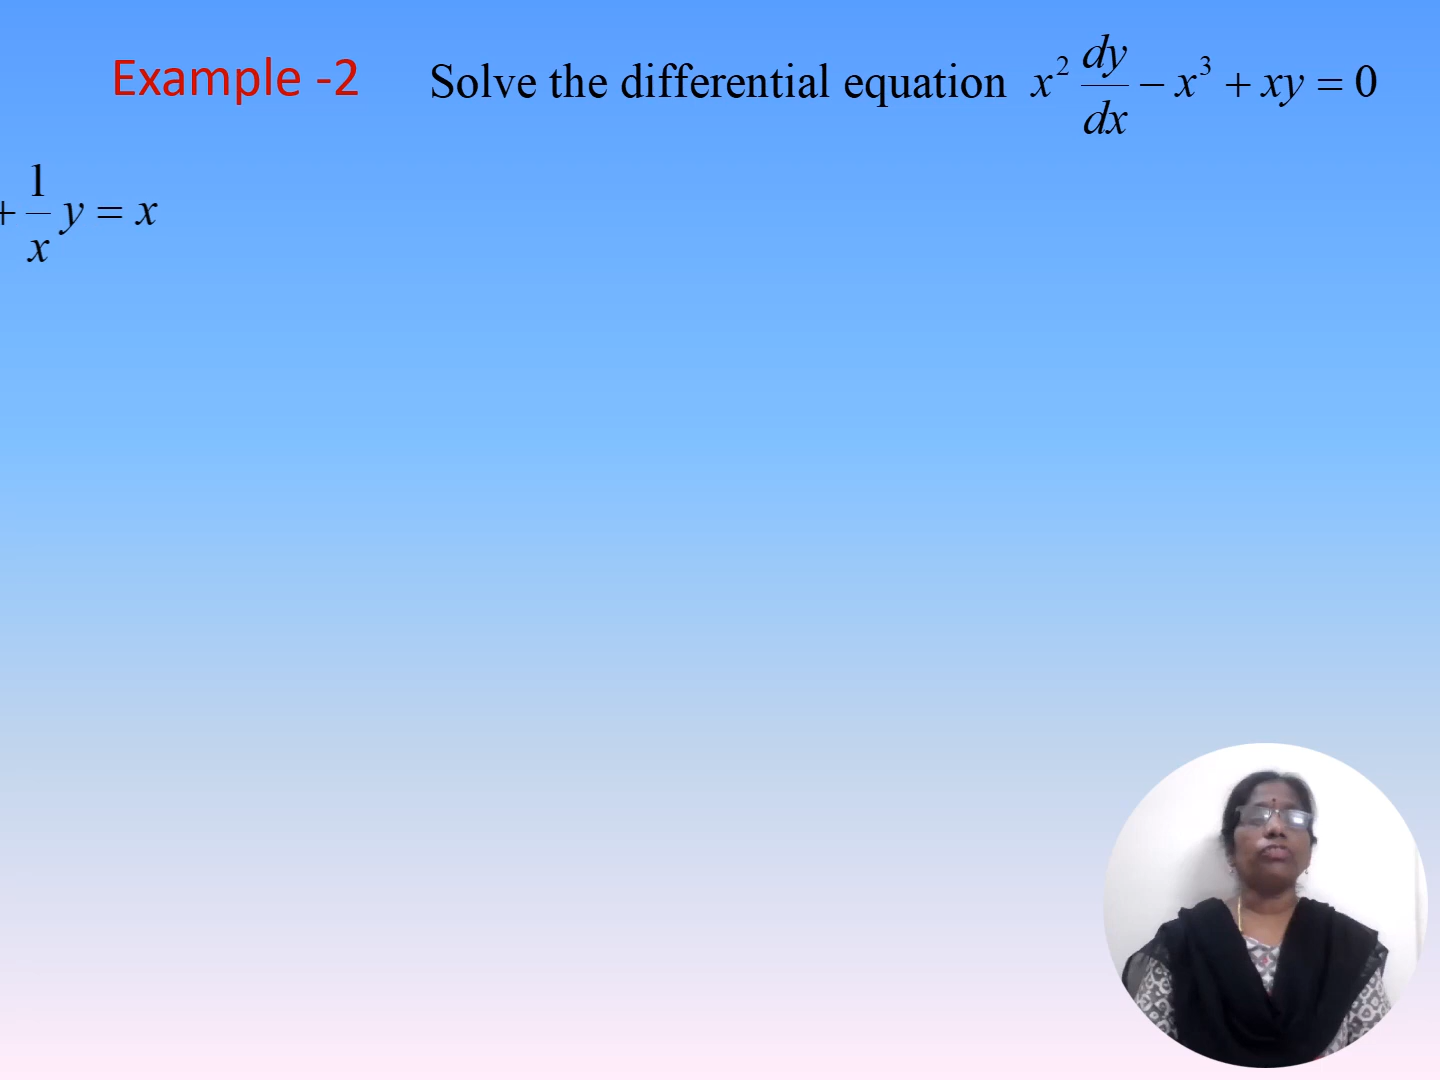 Example -2 Solve the differential equation x² dy/dx − x³ + xy = 0
+ 1/x y = x